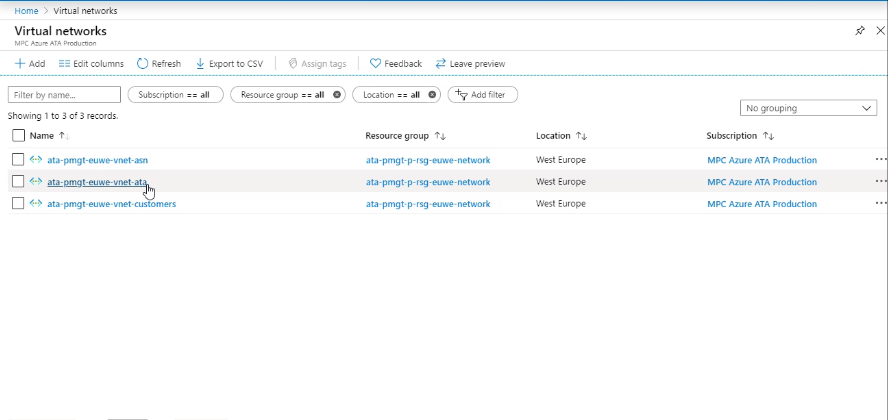 Home > Virtual networks
Virtual networks
MPC Azure ATA Production
Add Edit columns Refresh Export to CSV Assign tags Feedback Leave preview
Filter by name... Subscription == all Resource group == all Location == all Add filter
Showing 1 to 3 of 3 records.
No grouping
Name Resource group Location Subscription
ata-pmgt-euwe-vnet-asn ata-pmgt-p-rsg-euwe-network West Europe MPC Azure ATA Production
ata-pmgt-euwe-vnet-ata ata-pmgt-p-rsg-euwe-network West Europe MPC Azure ATA Production
ata-pmgt-euwe-vnet-customers ata-pmgt-p-rsg-euwe-network West Europe MPC Azure ATA Production